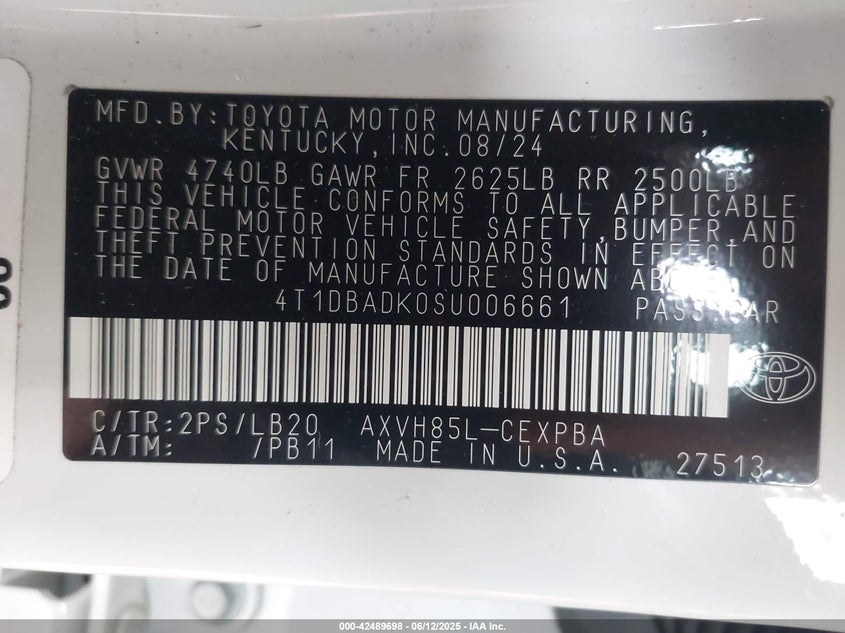 MFD.BY:TOYOTA MOTOR MANUFACTURING,
KENTUCKY, INC.08/24
GVWR 4740LB GAWR FR 2625LB RR 2500LB
THIS VEHICLE CONFORMS TO ALL APPLICABLE
FEDERAL MOTOR VEHICLE SAFETY,BUMPER,AND
THEFT PREVENTION STANDARDS IN EFFECT ON
THE DATE OF MANUFACTURE SHOWN
4T1DBADK0SU006661
C/TR:2PS/LB20 AXVH85L-CEXPBA
A/TM: /PB11 MADE IN U.S.A. 27513
000-42489698 - 06/12/2025 - IAA Inc.